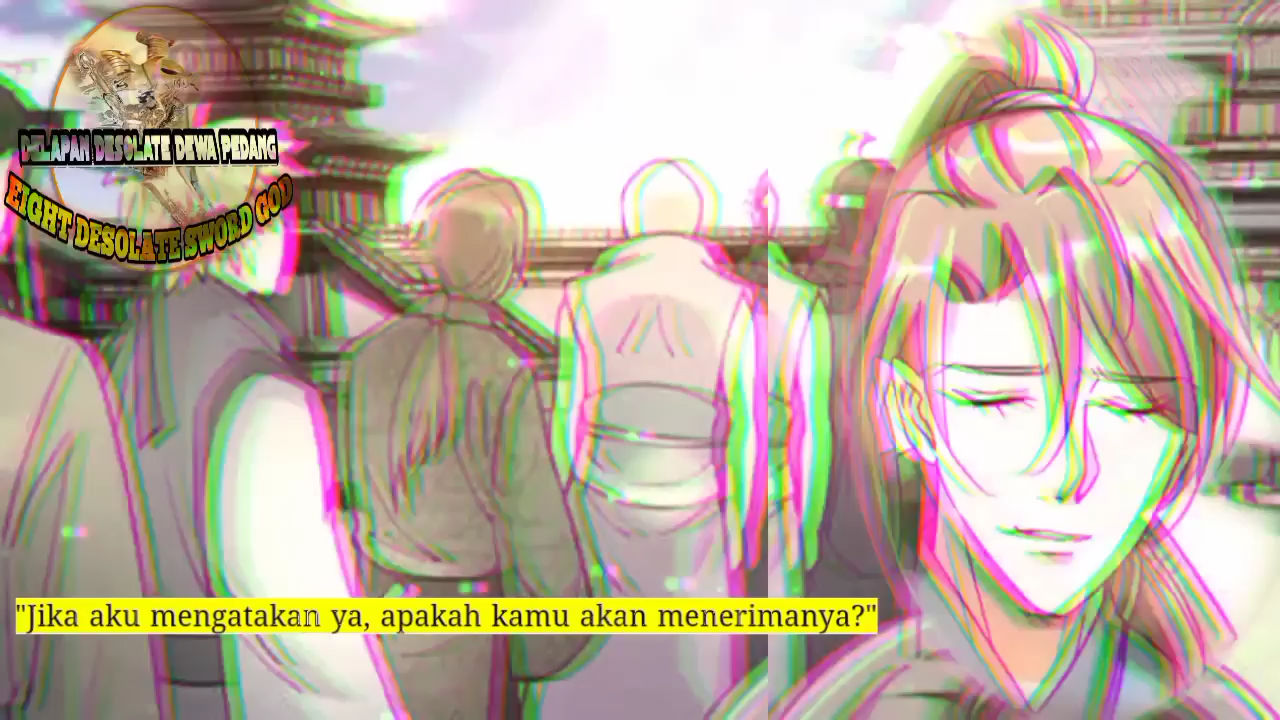 DELAPAN DESOLATE DEWA PEDANG
EIGHT DESOLATE SWORD GOD
"Jika aku mengatakan ya, apakah kamu akan menerimanya?"